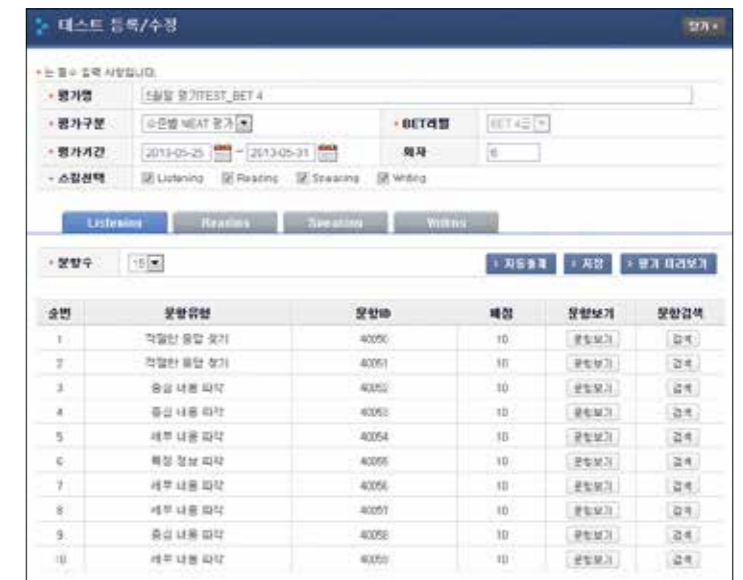 테스트 등록/수정 닫기
는 필수 입력 사항입니다.
평가명 5월말 평가TEST_BET 4
평가구분 수준별 NEAT 평가 BET레벨 BET 4급
평가기간 2013-05-25 ~ 2013-05-31 회차 6
스킬선택 Listening Reading Speaking Writing
Listening Reading Speaking Writing
문항수 15 자동출제 저장 평가 미리보기
순번 문항유형 문항ID 배점 문항보기 문항검색
1 적절한 응답 찾기 40050 10 문항보기 검색
2 적절한 응답 찾기 40051 10 문항보기 검색
3 중심 내용 파악 40052 10 문항보기 검색
4 중심 내용 파악 40053 10 문항보기 검색
5 세부 내용 파악 40054 10 문항보기 검색
6 특정 정보 파악 40055 10 문항보기 검색
7 세부 내용 파악 40056 10 문항보기 검색
8 세부 내용 파악 40057 10 문항보기 검색
9 중심 내용 파악 40058 10 문항보기 검색
10 세부 내용 파악 40059 10 문항보기 검색